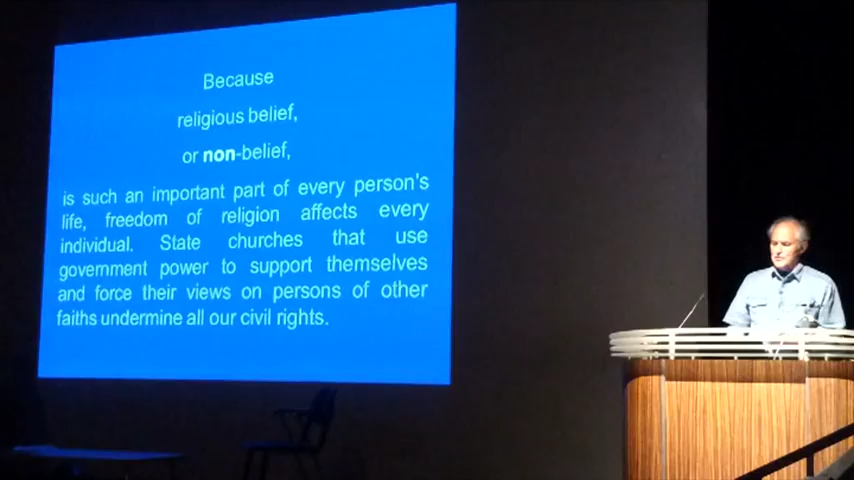 Because
religious belief,
or non-belief,
is such an important part of every person's
life, freedom of religion affects every
individual. State churches that use
government power to support themselves
and force their views on persons of other
faiths undermine all our civil rights.